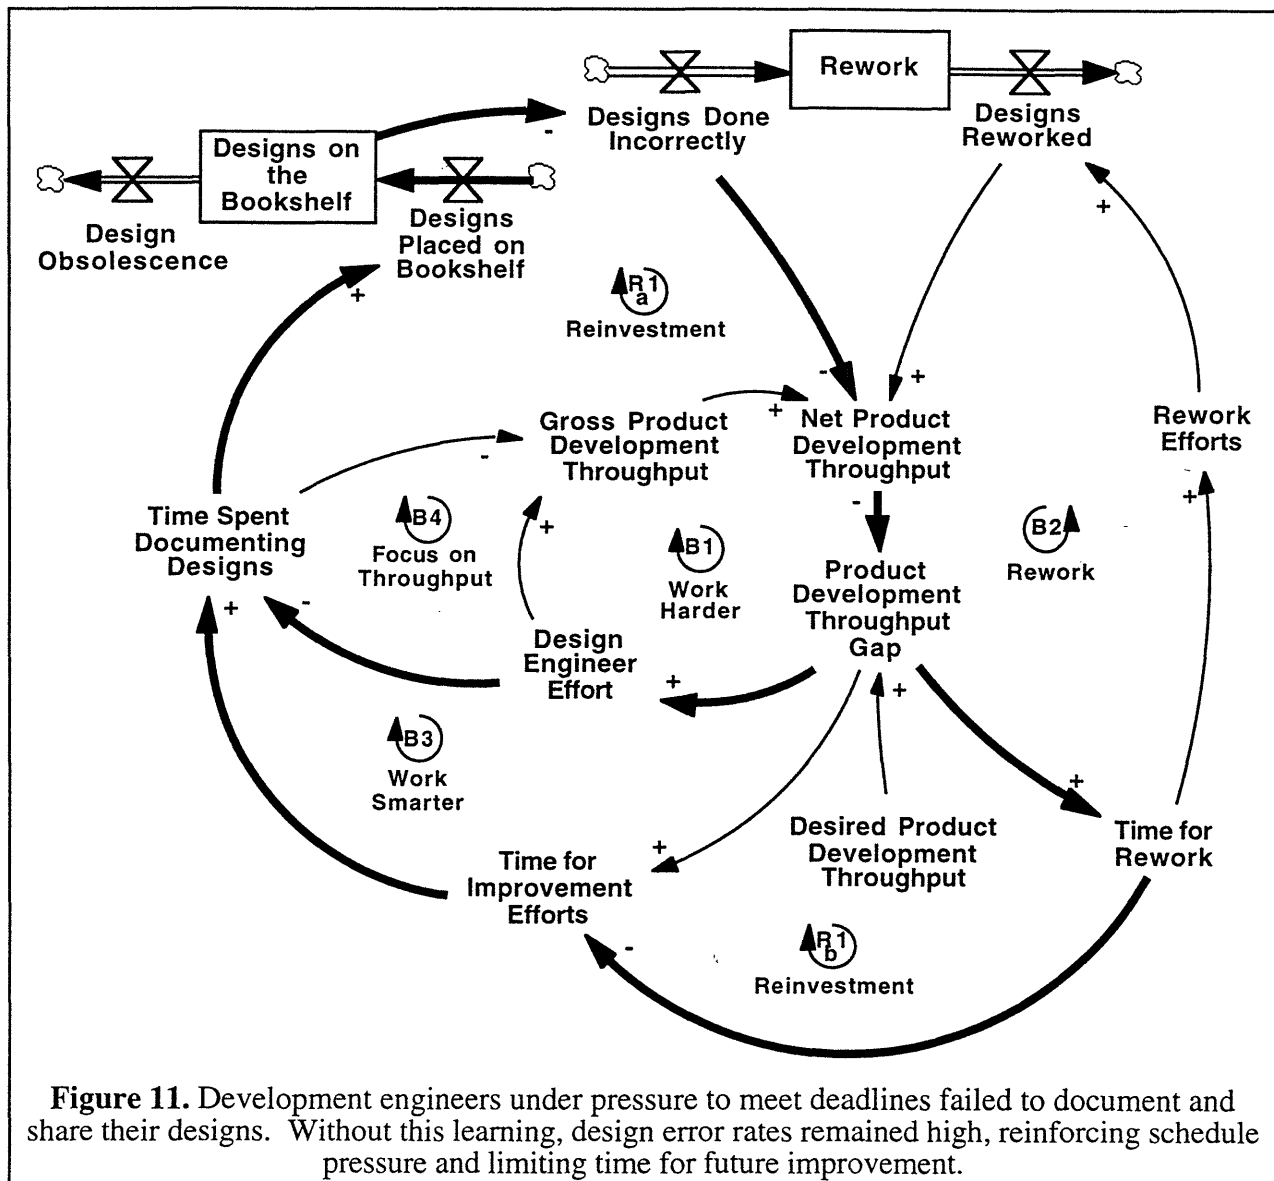 Rework
Designs Done
Incorrectly
Designs
Reworked
-
Designs on
the
Bookshelf
Designs
Placed on
Bookshelf
Design
Obsolescence
+
+
R1
a
Reinvestment
-
+
Gross Product
Development
Throughput
+
Net Product
Development
Throughput
Rework
Efforts
-
-
+
Time Spent
Documenting
Designs
B4
Focus on
Throughput
+
B1
Work
Harder
B2
Rework
Product
Development
Throughput
Gap
+
-
Design
Engineer
Effort
+
+
B3
Work
Smarter
+
Desired Product
Development
Throughput
Time for
Rework
+
Time for
Improvement
Efforts
-
R1
b
Reinvestment
Figure 11. Development engineers under pressure to meet deadlines failed to document and
share their designs. Without this learning, design error rates remained high, reinforcing schedule
pressure and limiting time for future improvement.